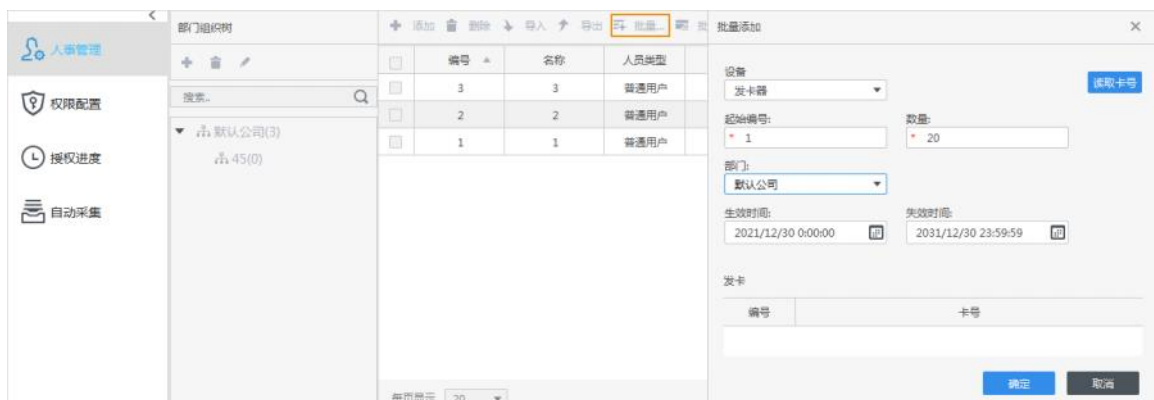 人事管理
权限配置
授权进度
自动采集
部门组织树
搜索..
默认公司(3)
45(0)
添加 删除 导入 导出 批量...
编号 名称 人员类型
3 3 普通用户
2 2 普通用户
1 1 普通用户
每页显示 20
批量添加
设备
发卡器
读取卡号
起始编号: 数量:
* 1 * 20
部门:
默认公司
生效时间: 失效时间:
2021/12/30 0:00:00 2031/12/30 23:59:59
发卡
编号 卡号
确定 取消